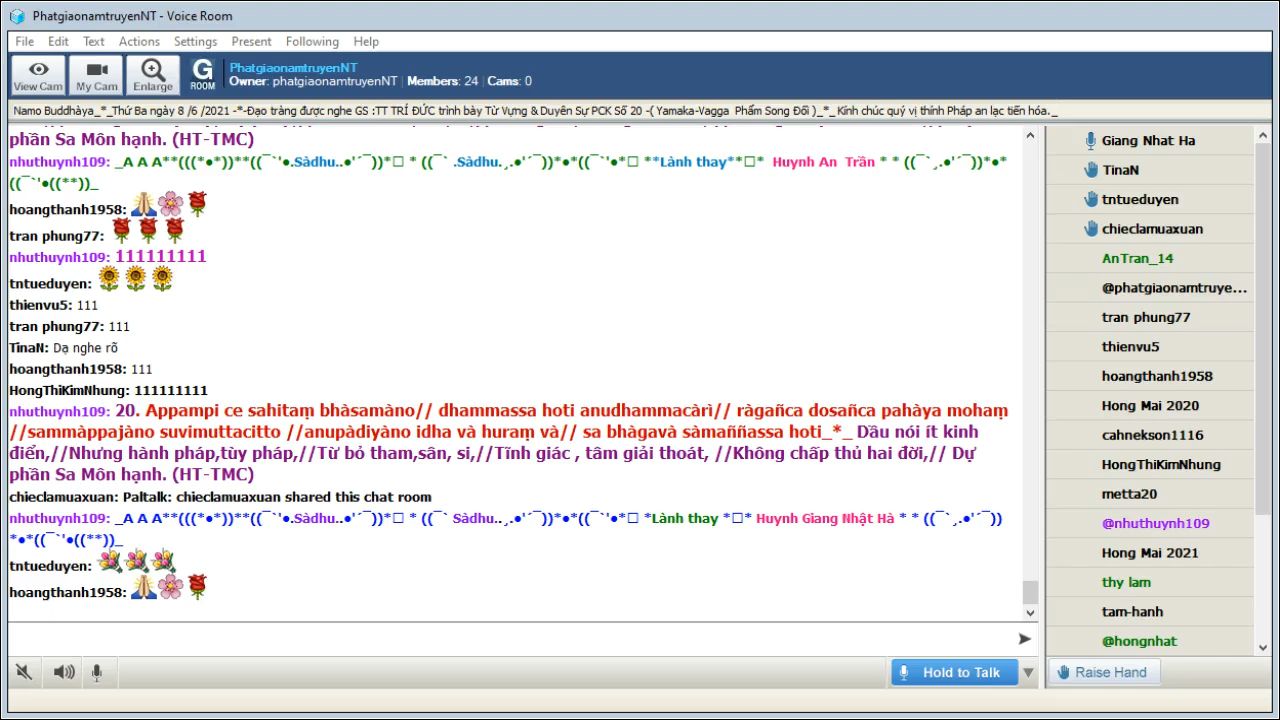 PhatgiaonamtruyenNT - Voice Room
File Edit Text Actions Settings Present Following Help
View Cam My Cam Enlarge G ROOM
PhatgiaonamtruyenNT
Owner: phatgiaonamtruyenNT | Members: 24 | Cams: 0
Namo Buddhàya_*_Thứ Ba ngày 8 /6 /2021 -*-Đạo tràng được nghe GS :TT TRÍ ĐỨC trình bày Từ Vựng & Duyên Sự PCK Số 20 -( Yamaka-Vagga Phẩm Song Đối )_*_ Kính chúc quý vị thính Pháp an lạc tiến hóa._
phần Sa Môn hạnh. (HT-TMC)
nhuthuynh109: _A A A**(((*•*))**((¯`'•.Sàdhu..•'´¯))*□ * ((¯` .Sàdhu.¸.•'´¯))*•*((¯`'•*□ **Lành thay**□* Huynh An Trần * * ((¯`¸.•'´¯))*•*
((¯`'•((**))_
hoangthanh1958: 🙏🌸🌹
tran phung77: 🌹🌹🌹
nhuthuynh109: 111111111
tntueduyen: 🌻🌻🌻
thienvu5: 111
tran phung77: 111
TinaN: Dạ nghe rõ
hoangthanh1958: 111
HongThiKimNhung: 111111111
nhuthuynh109: 20. Appampi ce sahitaṃ bhàsamàno// dhammassa hoti anudhammacàrì// ràgañca dosañca pahàya mohaṃ
//sammàppajàno suvimuttacitto //anupàdiyàno idha và huraṃ và// sa bhàgavà sàmaññassa hoti_*_ Dầu nói ít kinh
điển,//Nhưng hành pháp,tùy pháp,//Từ bỏ tham,sân, si,//Tĩnh giác , tâm giải thoát, //Không chấp thủ hai đời,// Dự
phần Sa Môn hạnh. (HT-TMC)
chieclamuaxuan: Paltalk: chieclamuaxuan shared this chat room
nhuthuynh109: _A A A**(((*•*))**((¯`'•.Sàdhu..•'´¯))*□ * ((¯` Sàdhu..¸.•'´¯))*•*((¯`'•*□ *Lành thay *□* Huynh Giang Nhật Hà * * ((¯`¸.•'´¯))
*•*((¯`'•((**))_
tntueduyen: 💐💐💐
hoangthanh1958: 🙏🌸🌹
Hold to Talk
Giang Nhat Ha
TinaN
tntueduyen
chieclamuaxuan
AnTran_14
@phatgiaonamtruye...
tran phung77
thienvu5
hoangthanh1958
Hong Mai 2020
cahnekson1116
HongThiKimNhung
metta20
@nhuthuynh109
Hong Mai 2021
thy lam
tam-hanh
@hongnhat
Raise Hand